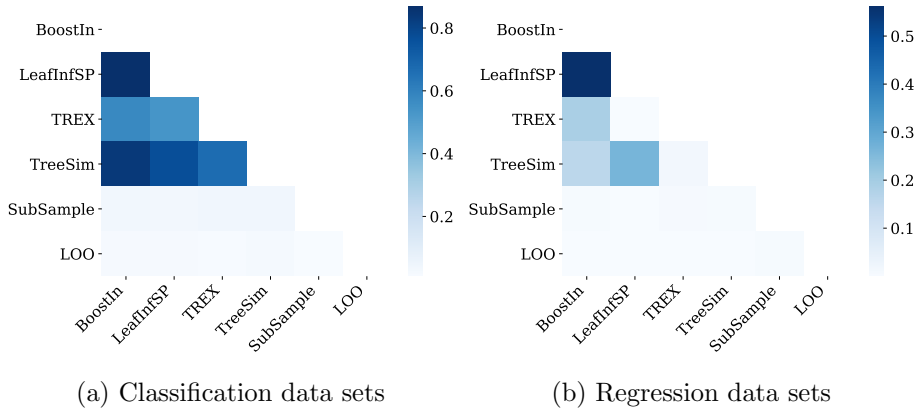 BoostIn
LeafInfSP
TREX
TreeSim
SubSample
LOO
BoostIn
LeafInfSP
TREX
TreeSim
SubSample
LOO
0.8
0.6
0.4
0.2
(a) Classification data sets
BoostIn
LeafInfSP
TREX
TreeSim
SubSample
LOO
BoostIn
LeafInfSP
TREX
TreeSim
SubSample
LOO
0.5
0.4
0.3
0.2
0.1
(b) Regression data sets